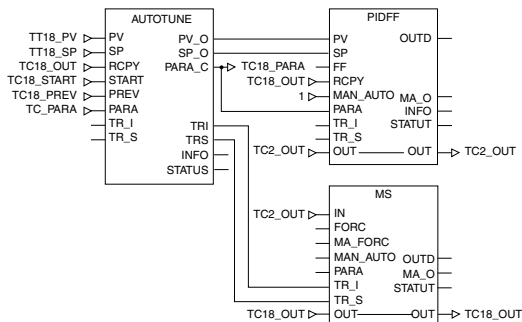 AUTOTUNE
TT18_PV PV PV_O
TT18_SP SP SP_O
TC18_OUT RCPY PARA_C TC18_PARA
TC18_START START
TC18_PREV PREV
TC_PARA PARA
TR_I TRI
TR_S TRS
INFO
STATUS
PIDFF
PV OUTD
SP
FF
TC18_OUT RCPY
1 MAN_AUTO MA_O
PARA INFO
TR_I STATUT
TR_S
TC2_OUT OUT OUT TC2_OUT
MS
TC2_OUT IN
FORC
MA_FORC
MAN_AUTO OUTD
PARA MA_O
TR_I STATUT
TR_S
TC18_OUT OUT OUT TC18_OUT